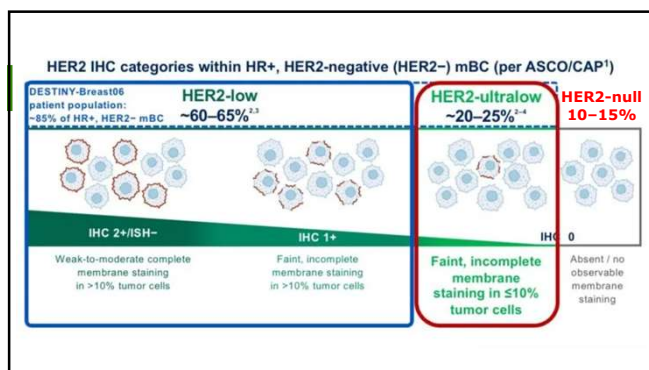 HER2 IHC categories within HR+, HER2-negative (HER2−) mBC (per ASCO/CAP¹)
DESTINY-Breast06
patient population:
~85% of HR+, HER2− mBC
HER2-low
~60–65%²,³
HER2-ultralow
~20–25%²⁻⁴
HER2-null
10–15%
IHC 2+/ISH−
IHC 1+
IHC 0
Weak-to-moderate complete
membrane staining
in >10% tumor cells
Faint, incomplete
membrane staining
in >10% tumor cells
Faint, incomplete
membrane
staining in ≤10%
tumor cells
Absent / no
observable
membrane
staining